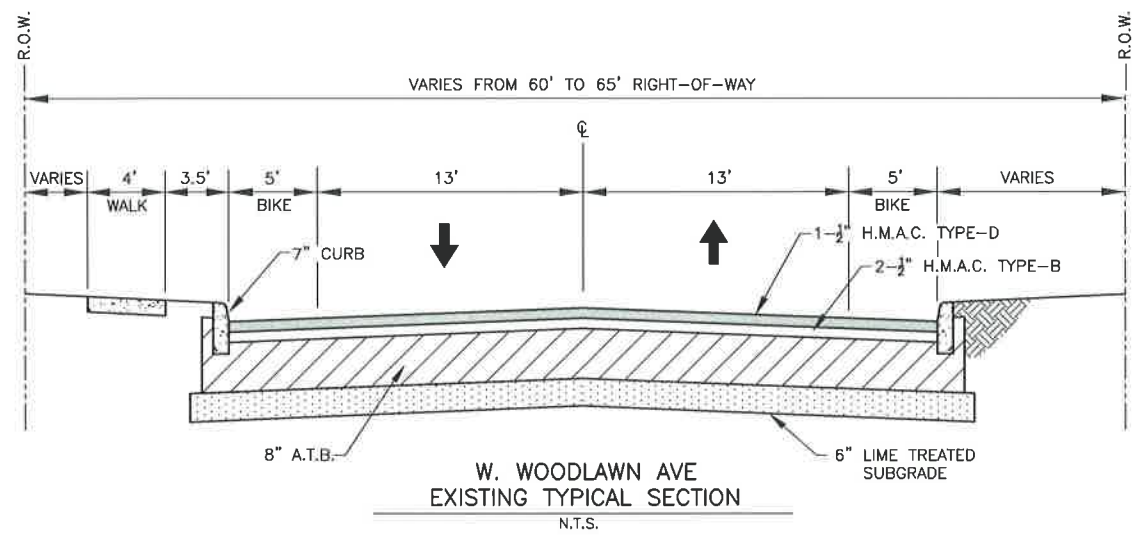 R.O.W.
R.O.W.
VARIES FROM 60' TO 65' RIGHT-OF-WAY
℄
VARIES 4' 3.5' 5' 13' 13' 5' VARIES
WALK BIKE BIKE
7" CURB
1-½" H.M.A.C. TYPE-D
2-½" H.M.A.C. TYPE-B
8" A.T.B.
6" LIME TREATED
SUBGRADE
W. WOODLAWN AVE
EXISTING TYPICAL SECTION
N.T.S.